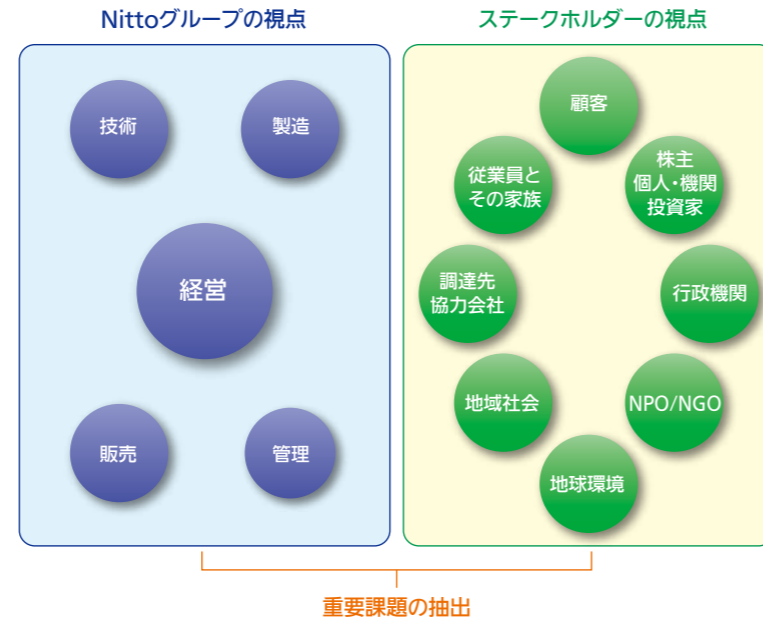 Nittoグループの視点
技術
製造
経営
販売
管理
ステークホルダーの視点
顧客
従業員と
その家族
株主
個人・機関
投資家
調達先
協力会社
行政機関
地域社会
NPO/NGO
地球環境
重要課題の抽出